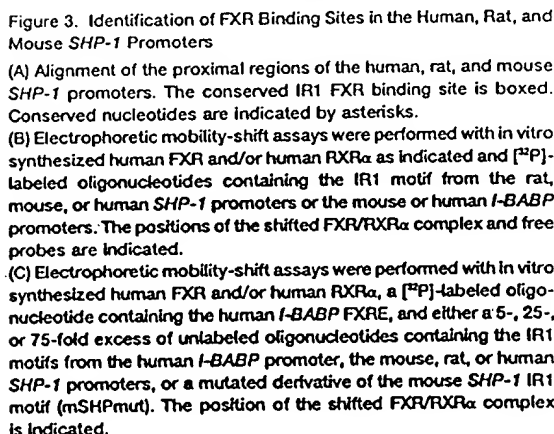 Figure 3. Identification of FXR Binding Sites in the Human, Rat, and
Mouse SHP-1 Promoters
(A) Alignment of the proximal regions of the human, rat, and mouse
SHP-1 promoters. The conserved IR1 FXR binding site is boxed.
Conserved nucleotides are indicated by asterisks.
(B) Electrophoretic mobility-shift assays were performed with in vitro
synthesized human FXR and/or human RXRα as indicated and [³²P]-
labeled oligonucleotides containing the IR1 motif from the rat,
mouse, or human SHP-1 promoters or the mouse or human I-BABP
promoters. The positions of the shifted FXR/RXRα complex and free
probes are indicated.
(C) Electrophoretic mobility-shift assays were performed with in vitro
synthesized human FXR and/or human RXRα, a [³²P]-labeled oligo-
nucleotide containing the human I-BABP FXRE, and either a 5-, 25-,
or 75-fold excess of unlabeled oligonucleotides containing the IR1
motifs from the human I-BABP promoter, the mouse, rat, or human
SHP-1 promoters, or a mutated derivative of the mouse SHP-1 IR1
motif (mSHPmut). The position of the shifted FXR/RXRα complex
is indicated.